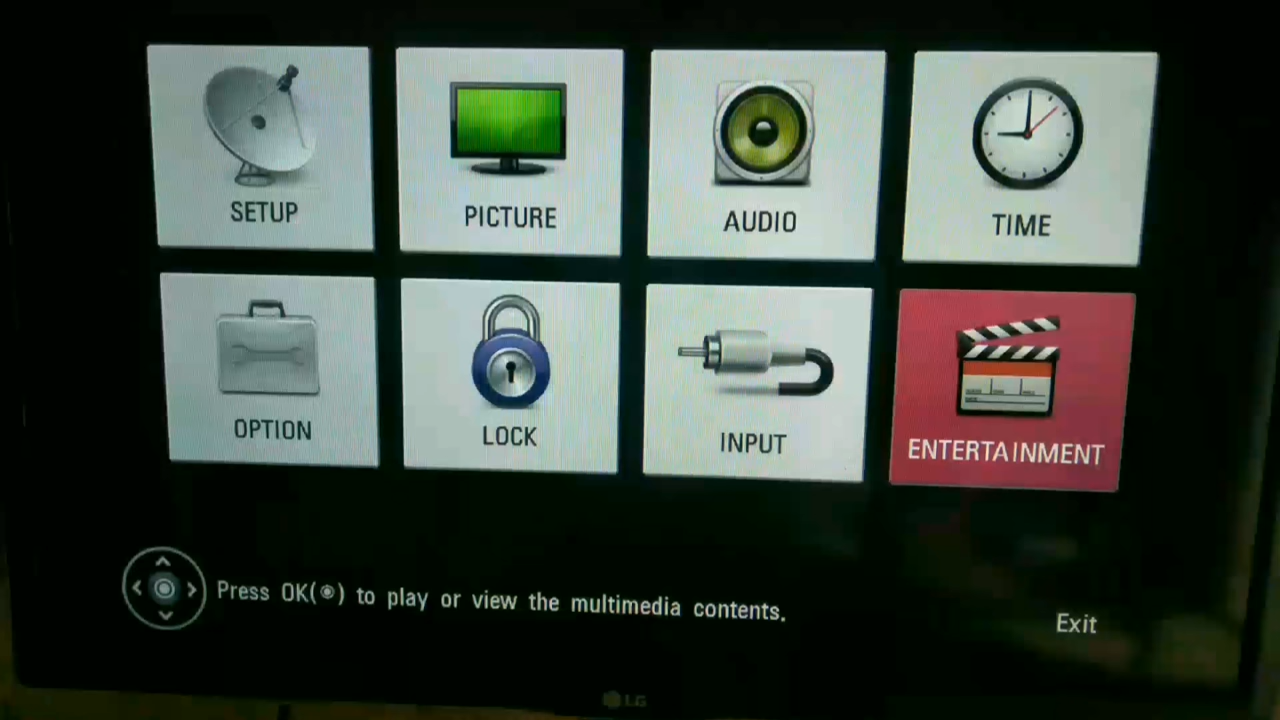 SETUP
PICTURE
AUDIO
TIME
OPTION
LOCK
INPUT
ENTERTAINMENT
Press OK(◉) to play or view the multimedia contents.
Exit
LG